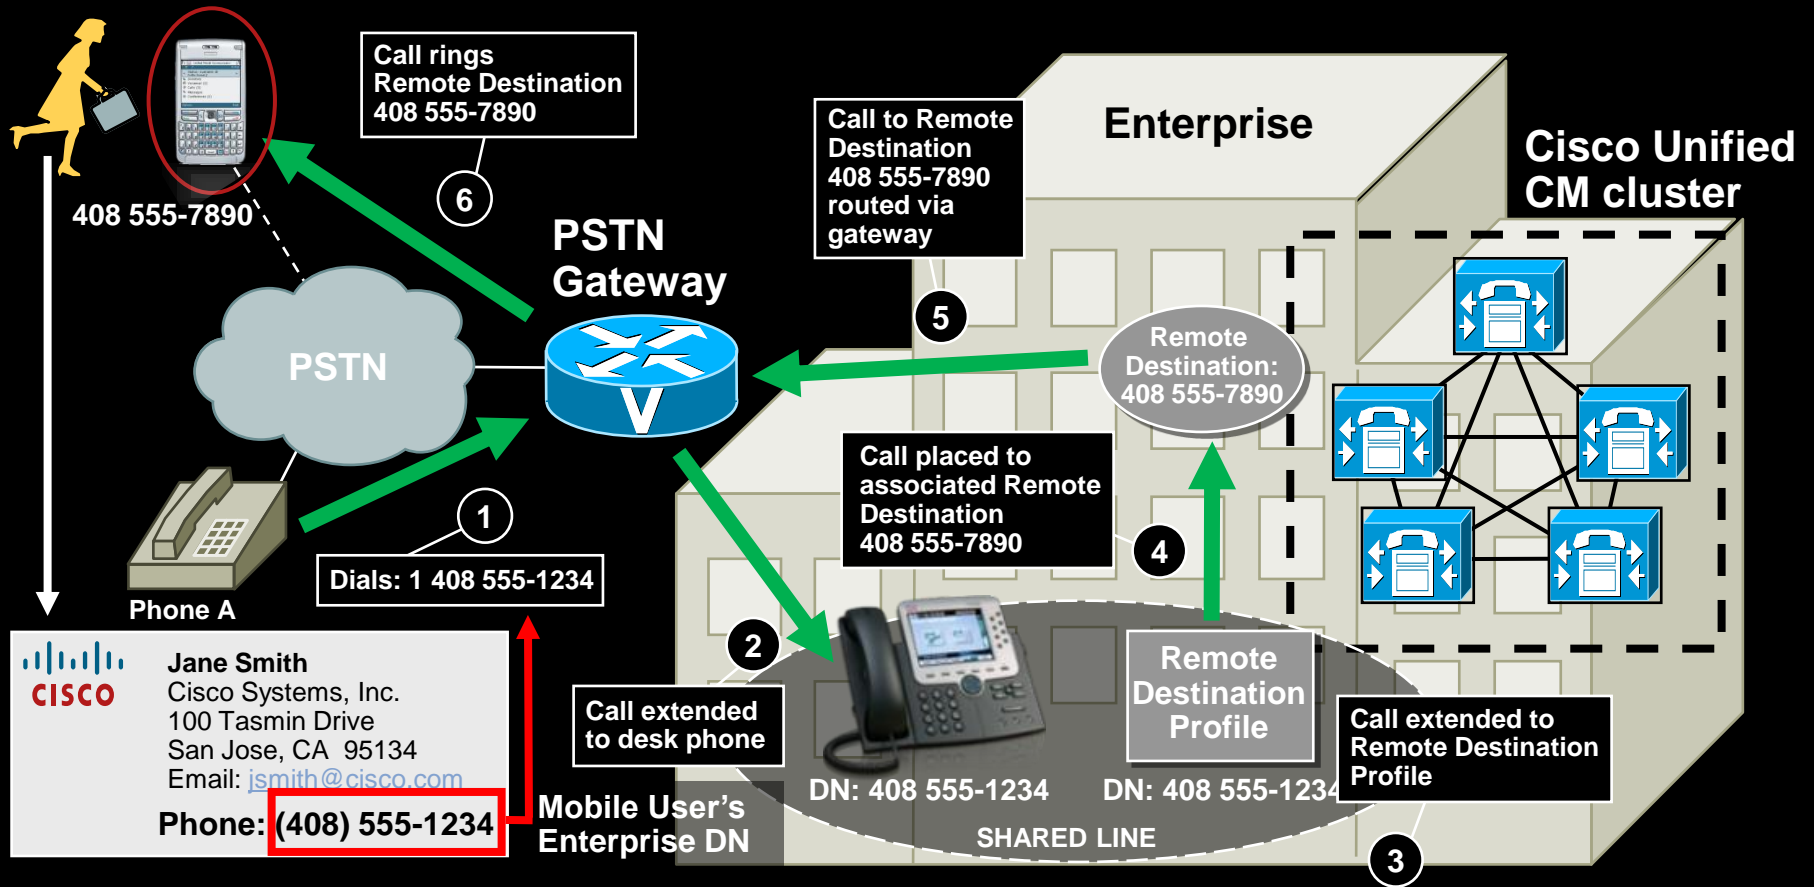 Call rings
Remote Destination
408 555-7890
6
408 555-7890
PSTN
Gateway
PSTN
V
1
Dials: 1 408 555-1234
Phone A
CISCO
Jane Smith
Cisco Systems, Inc.
100 Tasmin Drive
San Jose, CA 95134
Email: jsmith@cisco.com
Phone: (408) 555-1234
Mobile User's
Enterprise DN
Call to Remote
Destination
408 555-7890
routed via
gateway
5
Enterprise
Cisco Unified
CM cluster
Remote
Destination:
408 555-7890
Call placed to
associated Remote
Destination
408 555-7890
4
2
Call extended
to desk phone
Remote
Destination
Profile
Call extended to
Remote Destination
Profile
3
DN: 408 555-1234
DN: 408 555-1234
SHARED LINE